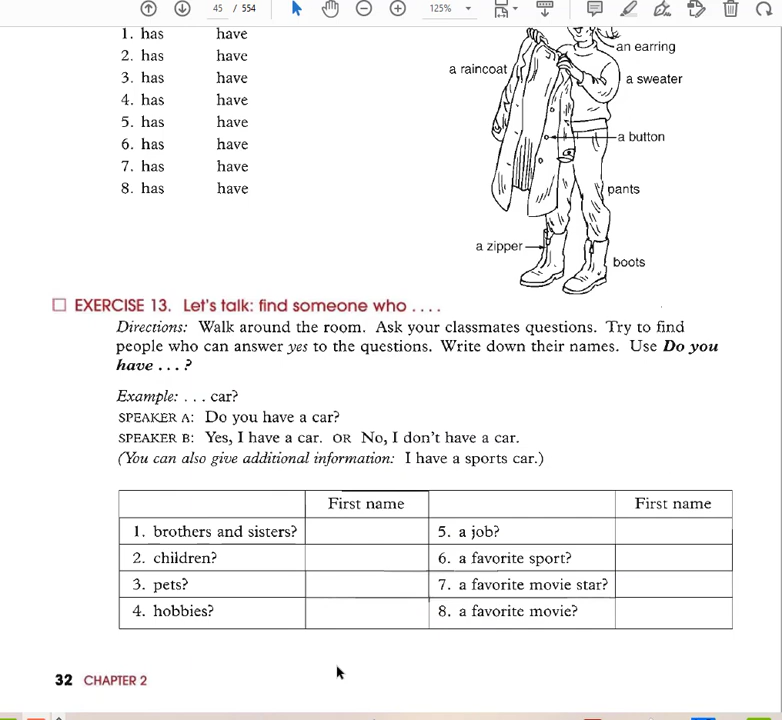 45 / 554 125%
1. has have
2. has have
3. has have
4. has have
5. has have
6. has have
7. has have
8. has have
an earring
a raincoat
a sweater
a button
pants
a zipper
boots
EXERCISE 13. Let's talk: find someone who . . . .
Directions: Walk around the room. Ask your classmates questions. Try to find
people who can answer yes to the questions. Write down their names. Use Do you
have . . . ?
Example: . . . car?
SPEAKER A: Do you have a car?
SPEAKER B: Yes, I have a car. OR No, I don't have a car.
(You can also give additional information: I have a sports car.)
First name First name
1. brothers and sisters? 5. a job?
2. children? 6. a favorite sport?
3. pets? 7. a favorite movie star?
4. hobbies? 8. a favorite movie?
32 CHAPTER 2